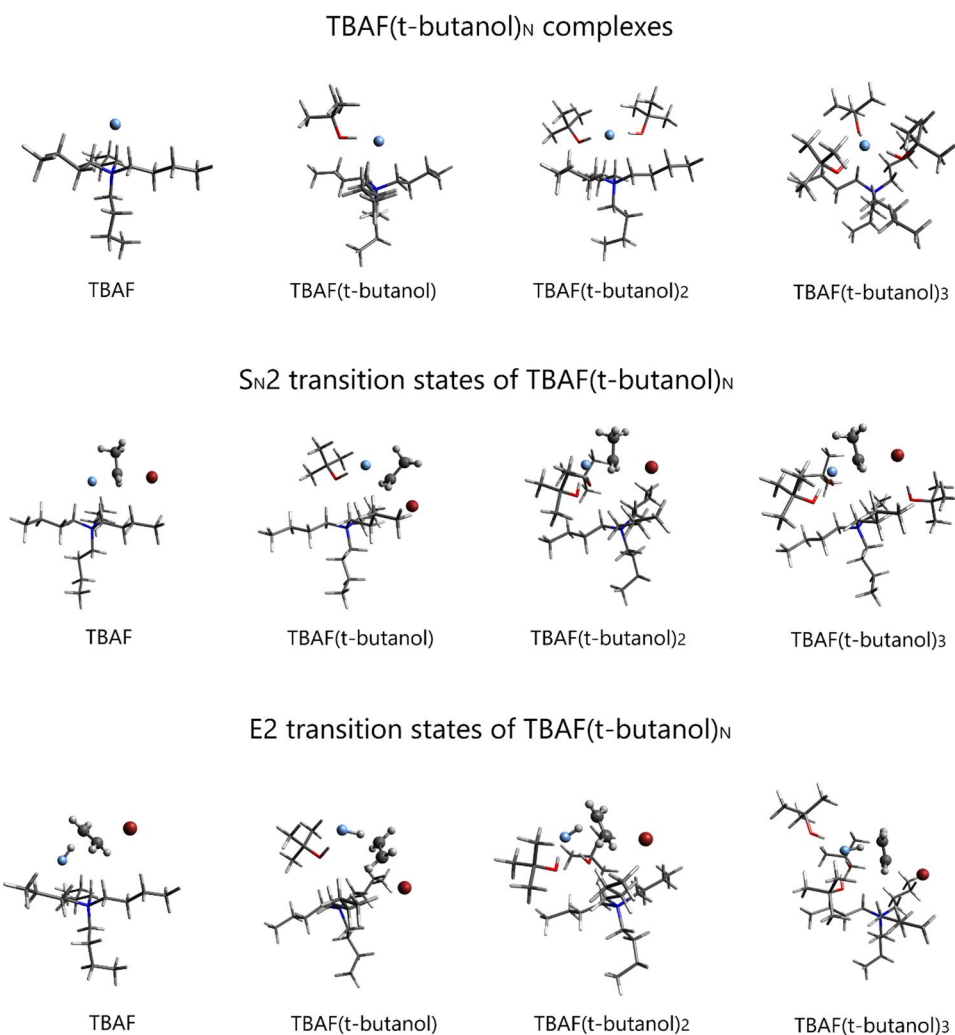 TBAF(t-butanol)N complexes
TBAF TBAF(t-butanol) TBAF(t-butanol)2 TBAF(t-butanol)3
SN2 transition states of TBAF(t-butanol)N
TBAF TBAF(t-butanol) TBAF(t-butanol)2 TBAF(t-butanol)3
E2 transition states of TBAF(t-butanol)N
TBAF TBAF(t-butanol) TBAF(t-butanol)2 TBAF(t-butanol)3